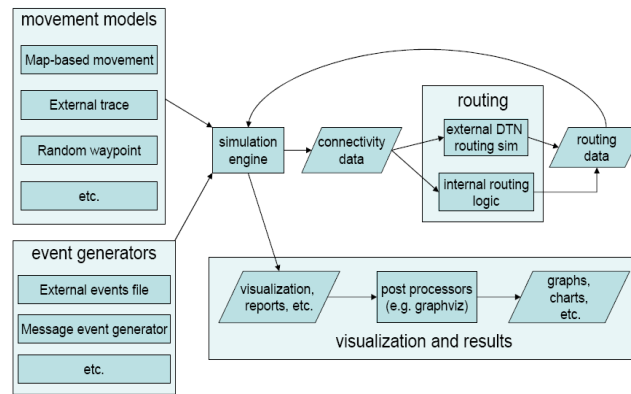 movement models
Map-based movement
External trace
Random waypoint
etc.
event generators
External events file
Message event generator
etc.
simulation
engine
connectivity
data
routing
external DTN
routing sim
internal routing
logic
routing
data
visualization,
reports, etc.
post processors
(e.g. graphviz)
graphs,
charts,
etc.
visualization and results